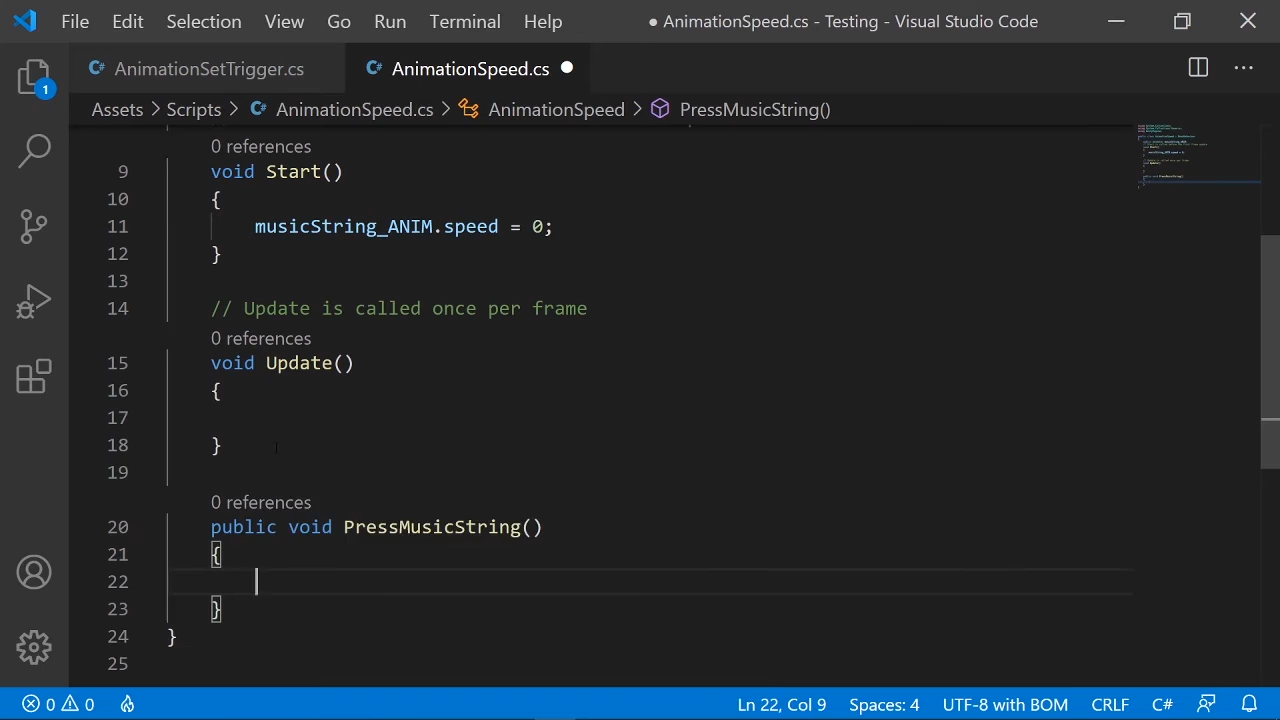 File Edit Selection View Go Run Terminal Help ● AnimationSpeed.cs - Testing - Visual Studio Code
AnimationSetTrigger.cs AnimationSpeed.cs
1
Assets > Scripts > AnimationSpeed.cs > AnimationSpeed > PressMusicString()
0 references
9 void Start()
10 {
11 musicString_ANIM.speed = 0;
12 }
13
14 // Update is called once per frame
0 references
15 void Update()
16 {
17
18 }
19
0 references
20 public void PressMusicString()
21 {
22
23 }
24 }
25
0 0 Ln 22, Col 9 Spaces: 4 UTF-8 with BOM CRLF C#